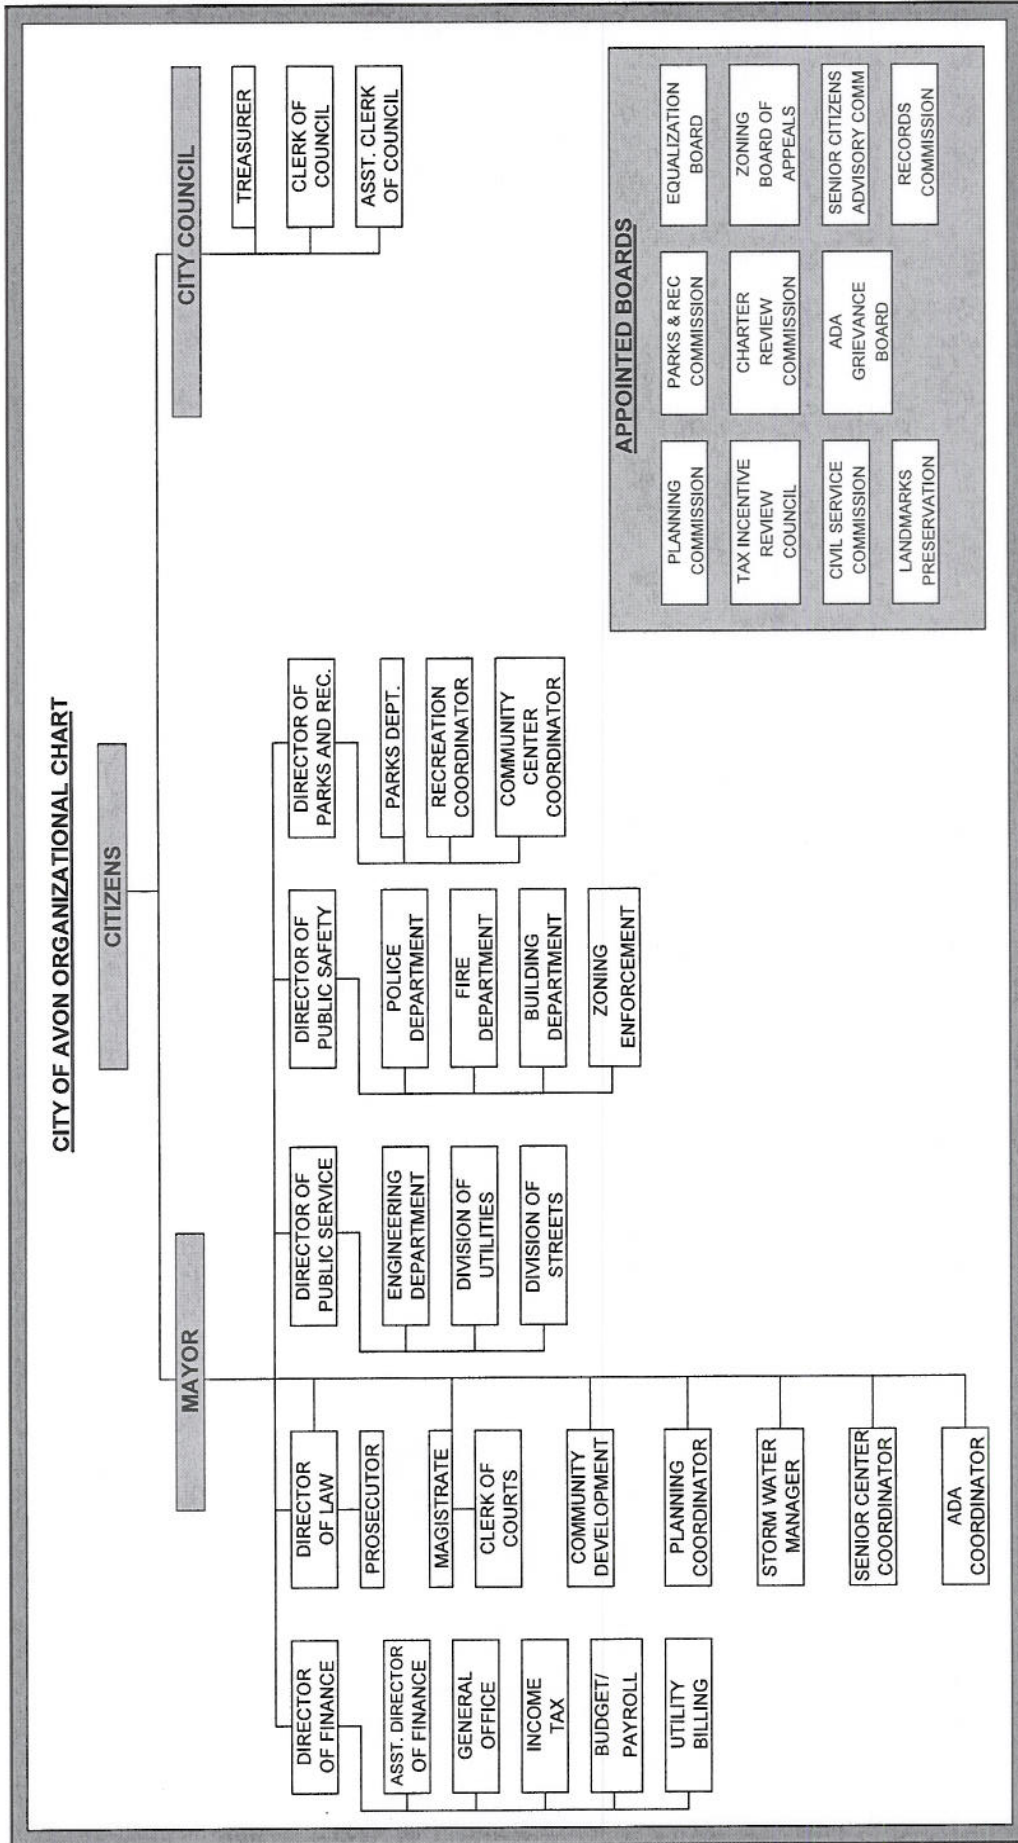 CITY OF AVON ORGANIZATIONAL CHART
CITIZENS
MAYOR
CITY COUNCIL
TREASURER
CLERK OF
COUNCIL
ASST. CLERK
OF COUNCIL
DIRECTOR
OF FINANCE
ASST. DIRECTOR
OF FINANCE
GENERAL
OFFICE
INCOME
TAX
BUDGET/
PAYROLL
UTILITY
BILLING
DIRECTOR
OF LAW
PROSECUTOR
MAGISTRATE
CLERK OF
COURTS
COMMUNITY
DEVELOPMENT
PLANNING
COORDINATOR
STORM WATER
MANAGER
SENIOR CENTER
COORDINATOR
ADA
COORDINATOR
DIRECTOR OF
PUBLIC SERVICE
ENGINEERING
DEPARTMENT
DIVISION OF
UTILITIES
DIVISION OF
STREETS
DIRECTOR OF
PUBLIC SAFETY
POLICE
DEPARTMENT
FIRE
DEPARTMENT
BUILDING
DEPARTMENT
ZONING
ENFORCEMENT
DIRECTOR OF
PARKS AND REC.
PARKS DEPT.
RECREATION
COORDINATOR
COMMUNITY
CENTER
COORDINATOR
APPOINTED BOARDS
PLANNING
COMMISSION
PARKS & REC
COMMISSION
EQUALIZATION
BOARD
TAX INCENTIVE
REVIEW
COUNCIL
CHARTER
REVIEW
COMMISSION
ZONING
BOARD OF
APPEALS
CIVIL SERVICE
COMMISSION
ADA
GRIEVANCE
BOARD
SENIOR CITIZENS
ADVISORY COMM
LANDMARKS
PRESERVATION
RECORDS
COMMISSION